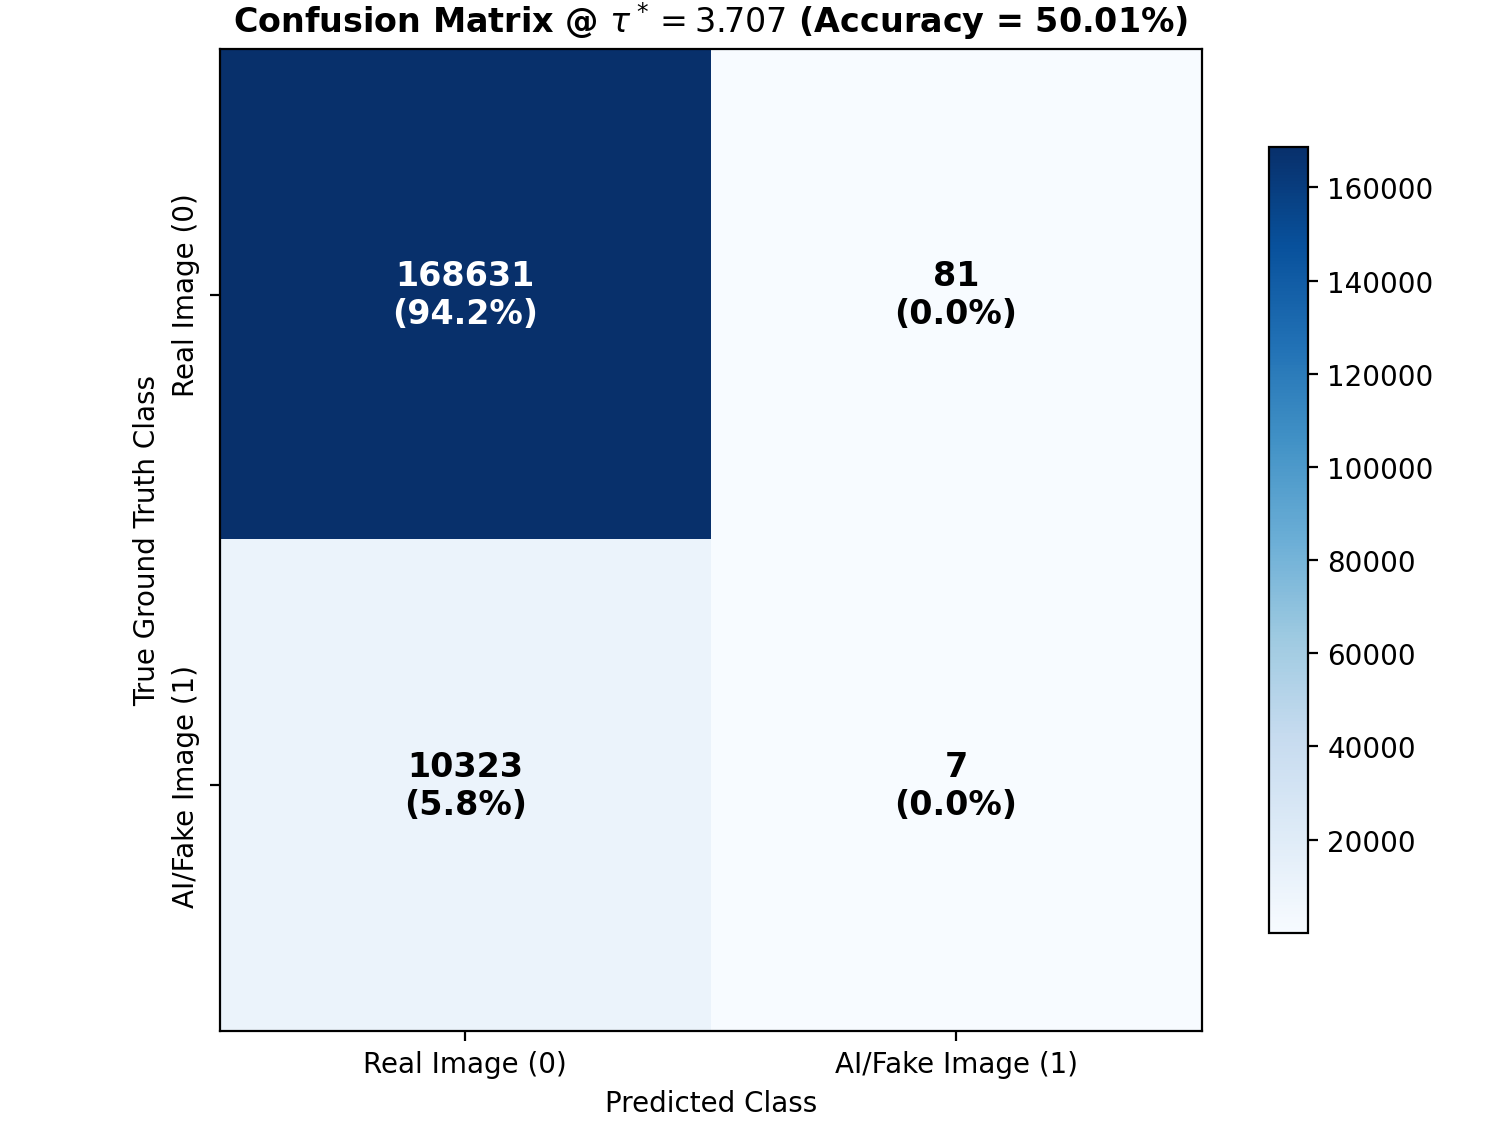 Confusion Matrix @ τ* = 3.707 (Accuracy = 50.01%)
True Ground Truth Class
Real Image (0)
AI/Fake Image (1)
168631
(94.2%)
81
(0.0%)
10323
(5.8%)
7
(0.0%)
Real Image (0)
AI/Fake Image (1)
Predicted Class
160000
140000
120000
100000
80000
60000
40000
20000